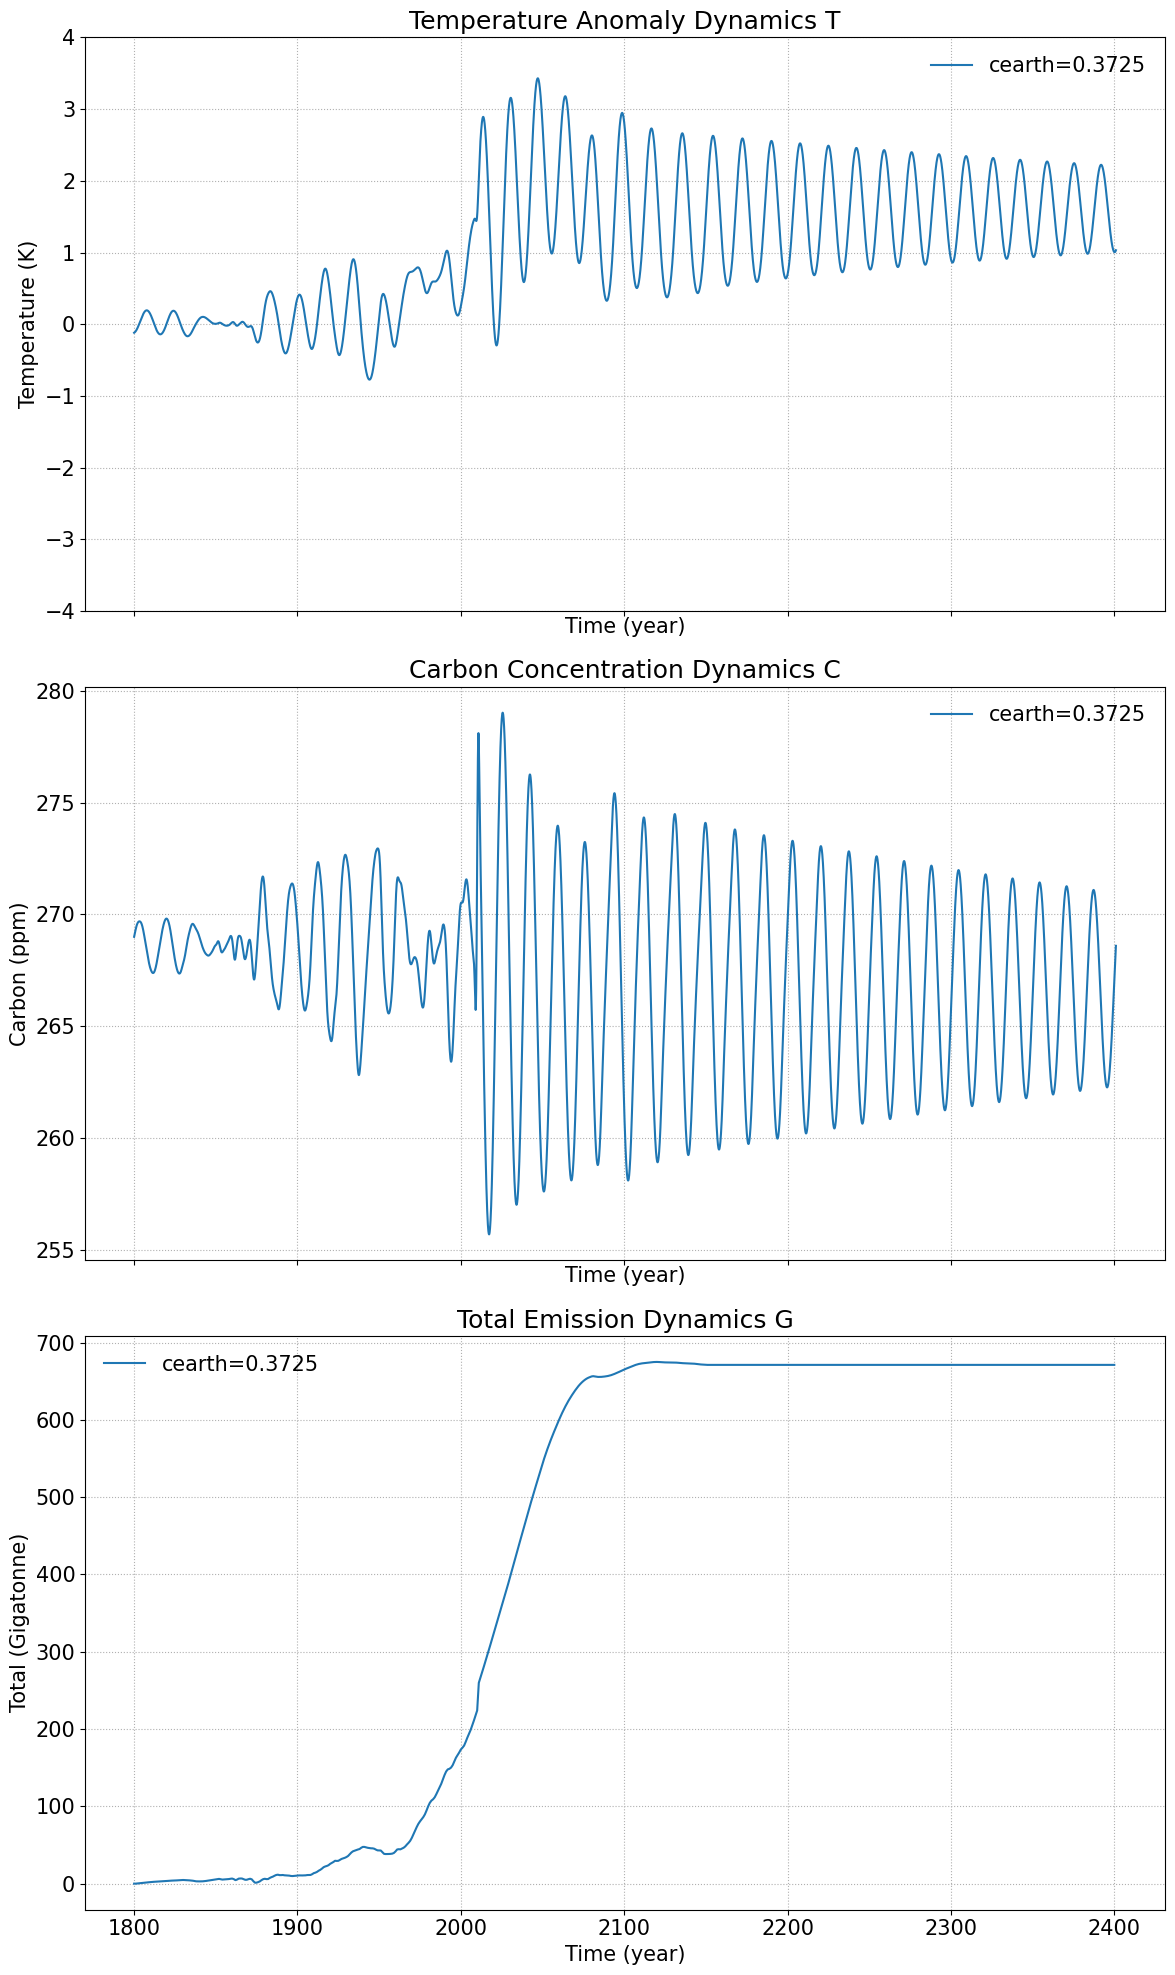 Temperature Anomaly Dynamics T
cearth=0.3725
Temperature (K)
4
3
2
1
0
−1
−2
−3
−4
Time (year)
Carbon Concentration Dynamics C
cearth=0.3725
Carbon (ppm)
280
275
270
265
260
255
Time (year)
Total Emission Dynamics G
cearth=0.3725
Total (Gigatonne)
700
600
500
400
300
200
100
0
1800 1900 2000 2100 2200 2300 2400
Time (year)